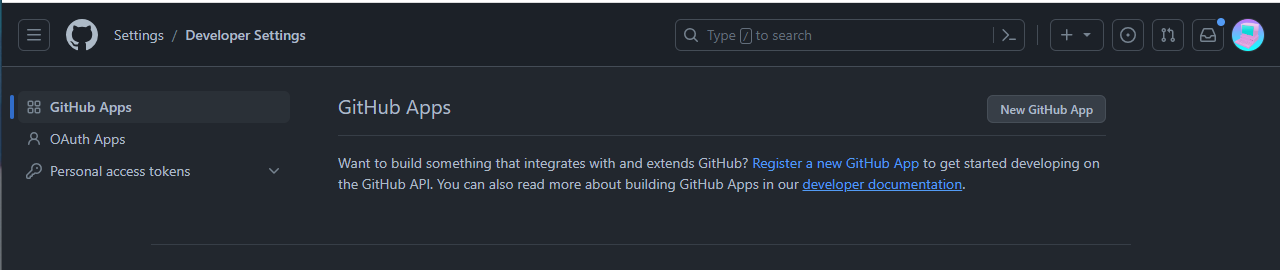 Settings / Developer Settings
Type / to search
GitHub Apps
OAuth Apps
Personal access tokens
GitHub Apps
New GitHub App
Want to build something that integrates with and extends GitHub? Register a new GitHub App to get started developing on
the GitHub API. You can also read more about building GitHub Apps in our developer documentation.